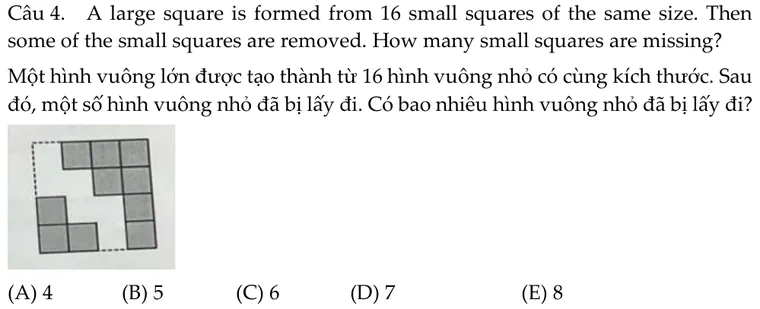 Câu 4. A large square is formed from 16 small squares of the same size. Then
some of the small squares are removed. How many small squares are missing?
Một hình vuông lớn được tạo thành từ 16 hình vuông nhỏ có cùng kích thước. Sau
đó, một số hình vuông nhỏ đã bị lấy đi. Có bao nhiêu hình vuông nhỏ đã bị lấy đi?
(A) 4 (B) 5 (C) 6 (D) 7 (E) 8